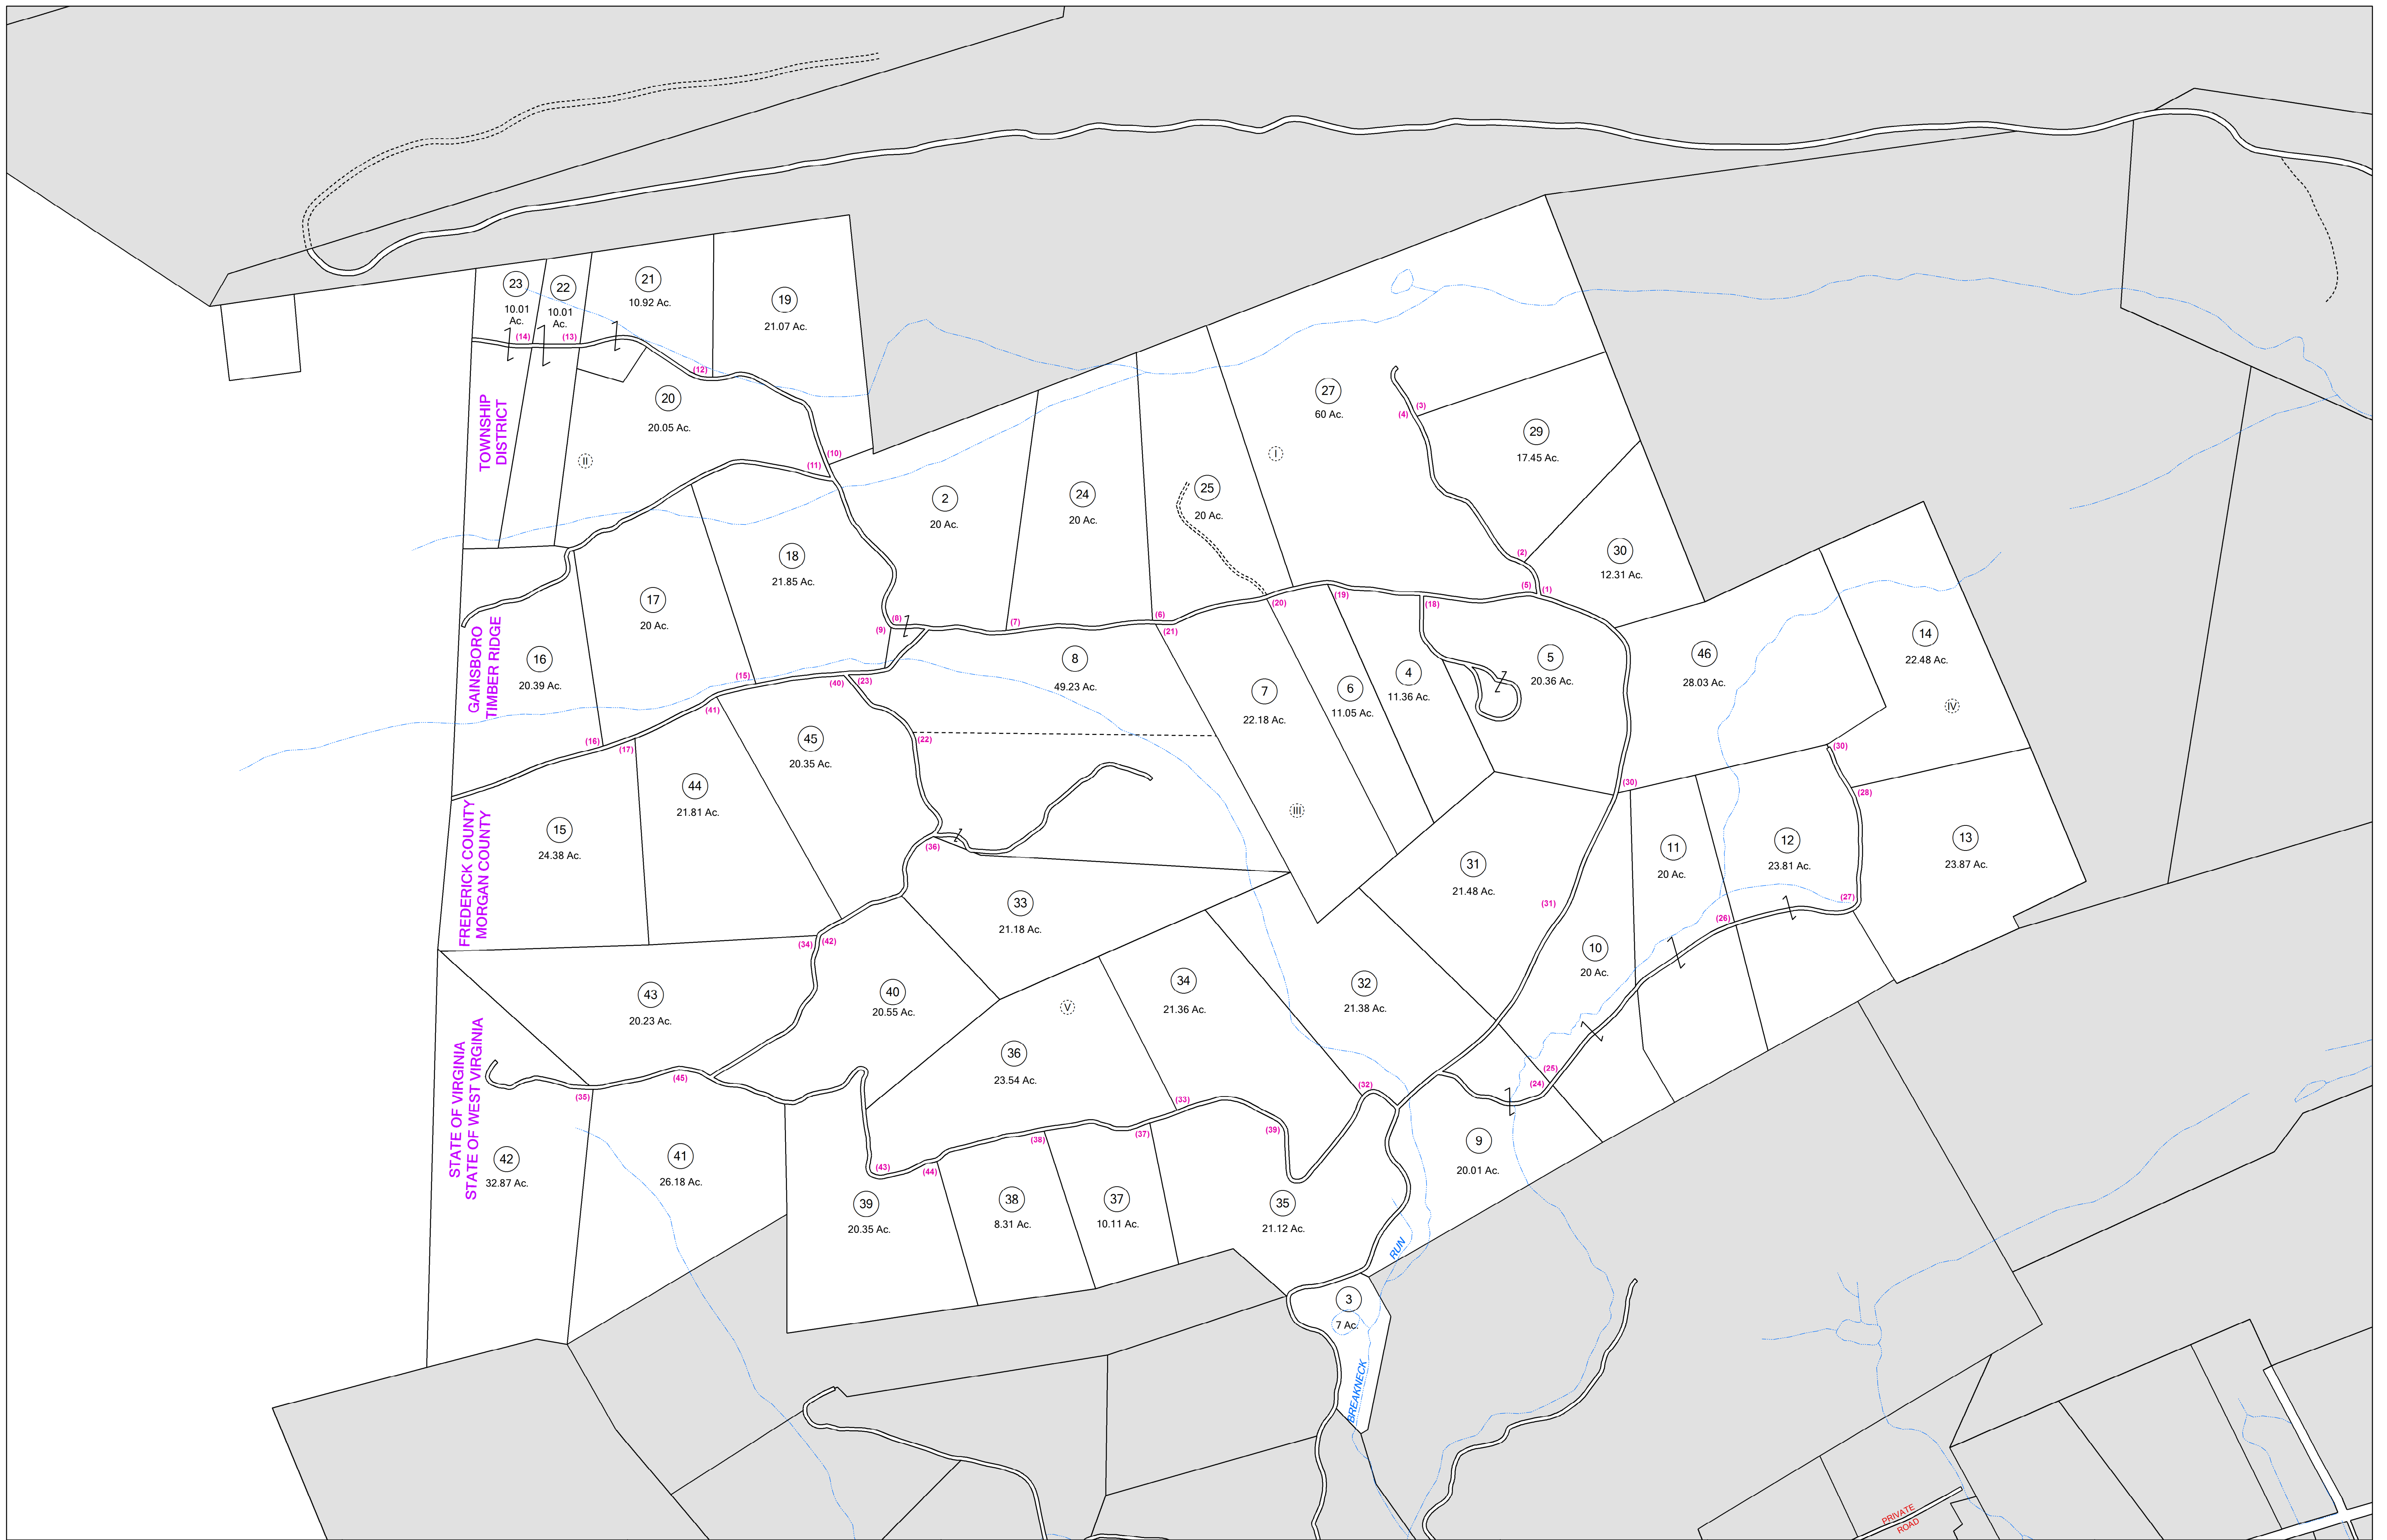 23
10.01
Ac.
22
10.01
Ac.
21
10.92 Ac.
19
21.07 Ac.
(14)
(13)
(12)
20
20.05 Ac.
II
(10)
(11)
TOWNSHIP
DISTRICT
27
60 Ac.
I
(3)
(4)
29
17.45 Ac.
2
20 Ac.
24
20 Ac.
25
20 Ac.
18
21.85 Ac.
17
20 Ac.
(2)
30
12.31 Ac.
(5)
(1)
(20)
(19)
(18)
(6)
(21)
(7)
(8)
(9)
GAINSBORO
TIMBER RIDGE
16
20.39 Ac.
8
49.23 Ac.
7
22.18 Ac.
6
11.05 Ac.
4
11.36 Ac.
5
20.36 Ac.
46
28.03 Ac.
14
22.48 Ac.
IV
(15)
(40)
(23)
(41)
(16)
(17)
45
20.35 Ac.
(22)
44
21.81 Ac.
(30)
(30)
(28)
III
FREDERICK COUNTY
MORGAN COUNTY
15
24.38 Ac.
(36)
31
21.48 Ac.
11
20 Ac.
12
23.81 Ac.
13
23.87 Ac.
(31)
(27)
(26)
33
21.18 Ac.
(34)
(42)
10
20 Ac.
43
20.23 Ac.
40
20.55 Ac.
V
34
21.36 Ac.
32
21.38 Ac.
36
23.54 Ac.
(45)
(35)
(25)
(24)
(32)
(33)
(39)
STATE OF VIRGINIA
STATE OF WEST VIRGINIA
42
32.87 Ac.
41
26.18 Ac.
(43)
(44)
(38)
(37)
9
20.01 Ac.
39
20.35 Ac.
38
8.31 Ac.
37
10.11 Ac.
35
21.12 Ac.
RUN
3
7 Ac.
BREAKNECK
PRIVATE
ROAD